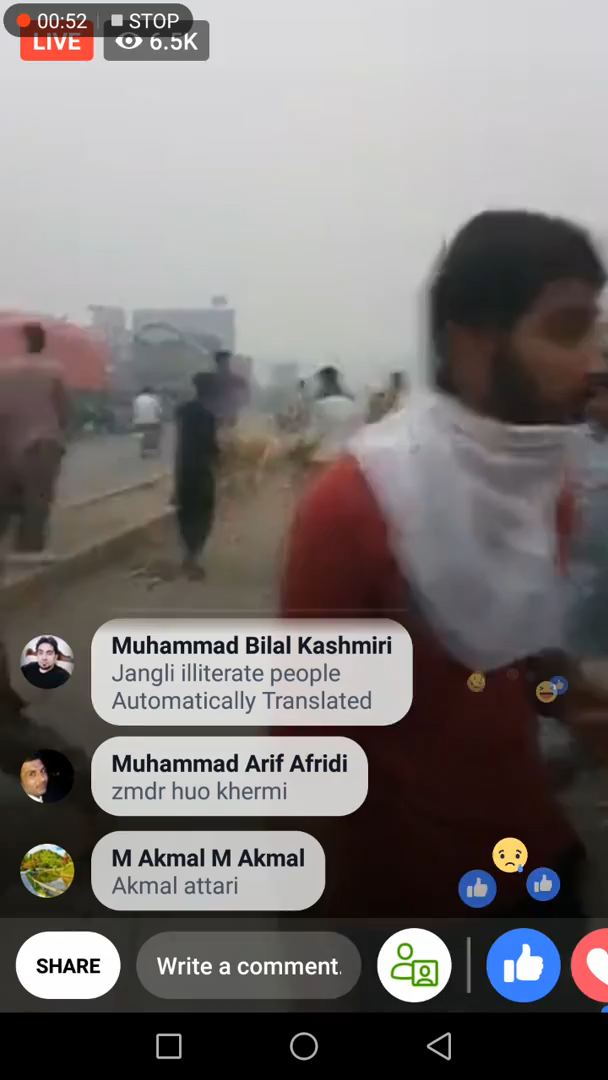 00:52 STOP
LIVE 6.5K
Muhammad Bilal Kashmiri
Jangli illiterate people
Automatically Translated
Muhammad Arif Afridi
zmdr huo khermi
M Akmal M Akmal
Akmal attari
SHARE
Write a comment.